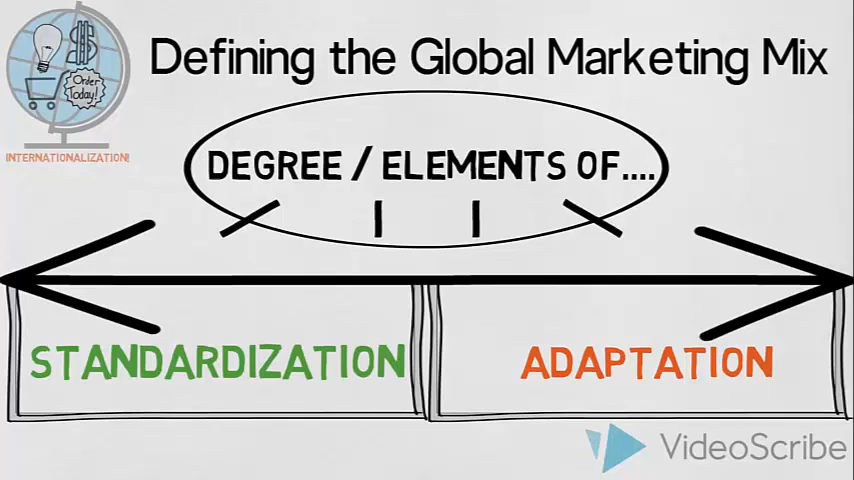 Defining the Global Marketing Mix
Order
Today!
INTERNATIONALIZATION!
DEGREE / ELEMENTS OF....
STANDARDIZATION
ADAPTATION
VideoScribe